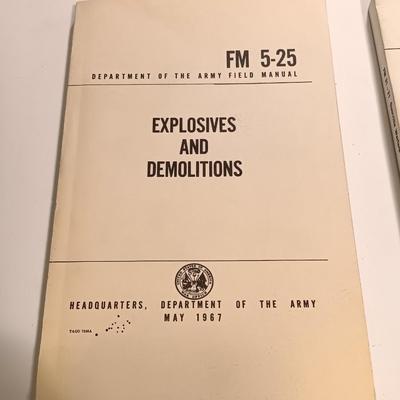 FM 5-25
DEPARTMENT OF THE ARMY FIELD MANUAL
EXPLOSIVES
AND
DEMOLITIONS
HEADQUARTERS, DEPARTMENT OF THE ARMY
MAY 1967